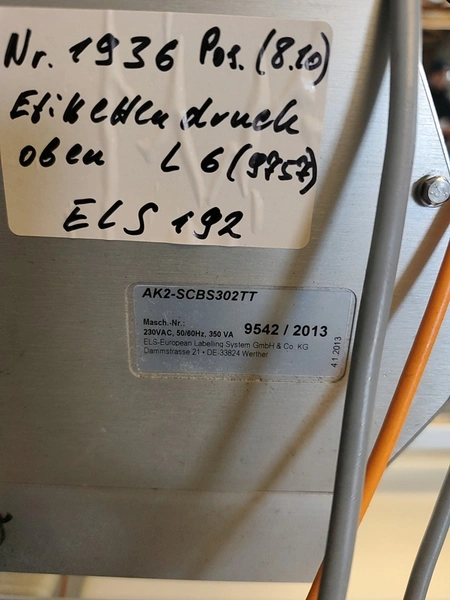 Nr. 1936 Pos. (8.10)
Etikettendruck
oben L 6 (9757)
ELS 192
AK2-SCBS302TT
Masch.-Nr.: 9542 / 2013
230VAC, 50/60Hz, 350 VA
ELS-European Labelling System GmbH & Co. KG
Dammstrasse 21 • DE-33824 Werther
4.1.2013